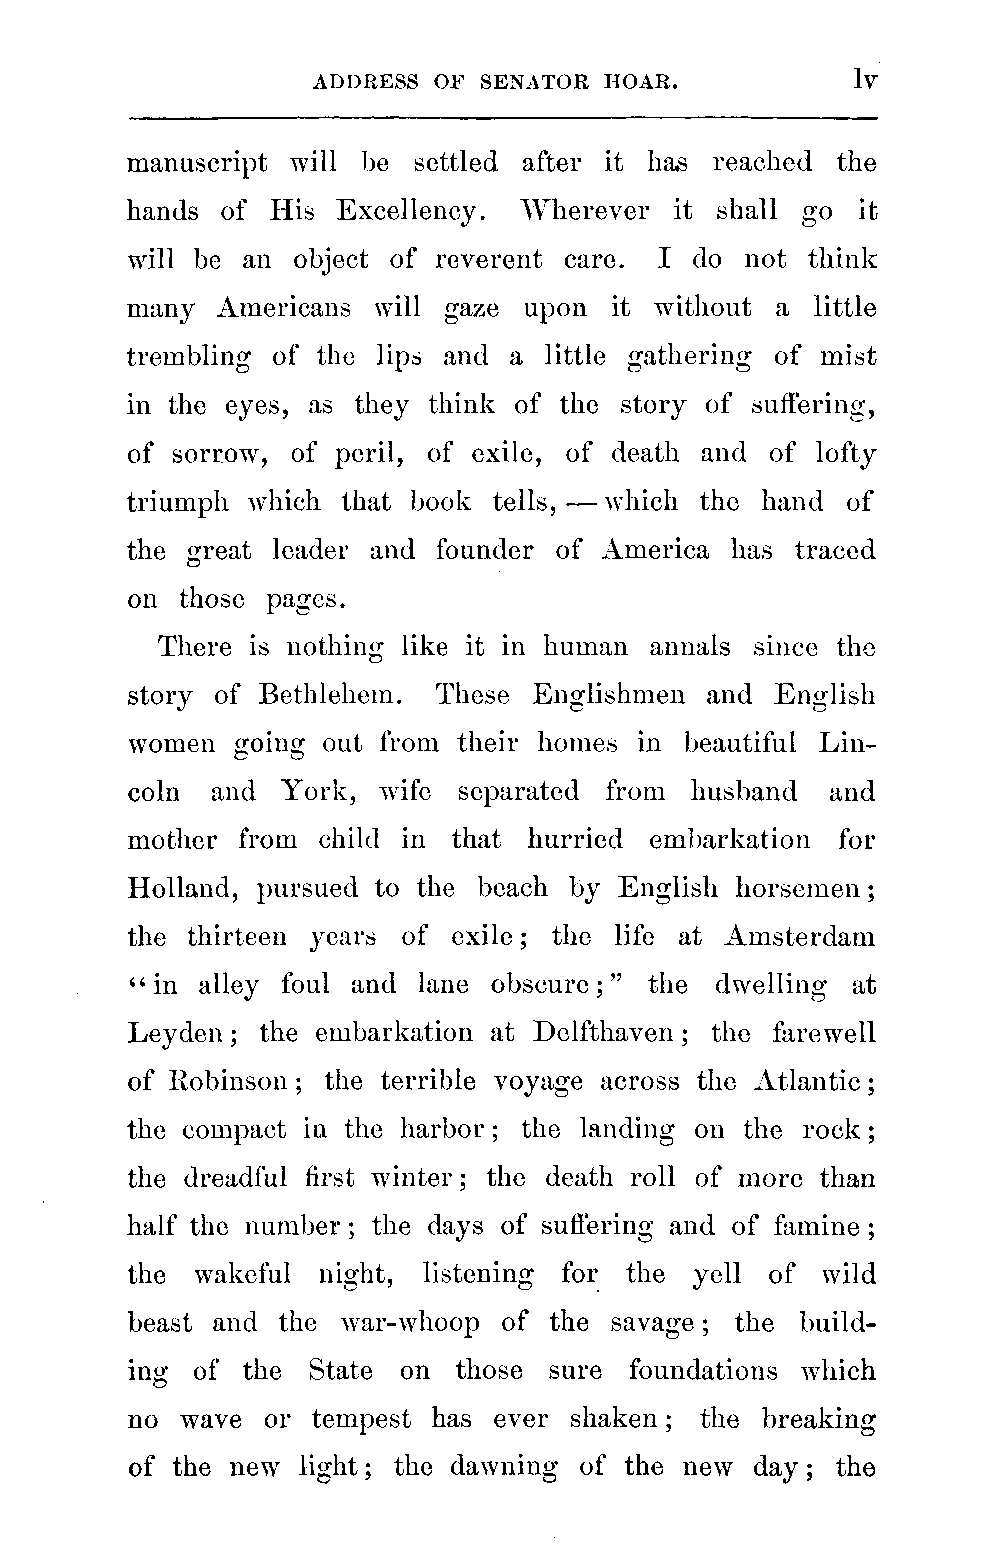 ADDRESS OF SENATOR HOAR. lv
manuscript will be settled after it has reached the
hands of His Excellency. Wherever it shall go it
will be an object of reverent care. I do not think
many Americans will gaze upon it without a little
trembling of the lips and a little gathering of mist
in the eyes, as they think of the story of suffering,
of sorrow, of peril, of exile, of death and of lofty
triumph which that book tells, — which the hand of
the great leader and founder of America has traced
on those pages.
There is nothing like it in human annals since the
story of Bethlehem. These Englishmen and English
women going out from their homes in beautiful Lin-
coln and York, wife separated from husband and
mother from child in that hurried embarkation for
Holland, pursued to the beach by English horsemen;
the thirteen years of exile; the life at Amsterdam
"in alley foul and lane obscure;" the dwelling at
Leyden; the embarkation at Delfthaven; the farewell
of Robinson; the terrible voyage across the Atlantic;
the compact in the harbor; the landing on the rock;
the dreadful first winter; the death roll of more than
half the number; the days of suffering and of famine;
the wakeful night, listening for the yell of wild
beast and the war-whoop of the savage; the build-
ing of the State on those sure foundations which
no wave or tempest has ever shaken; the breaking
of the new light; the dawning of the new day; the